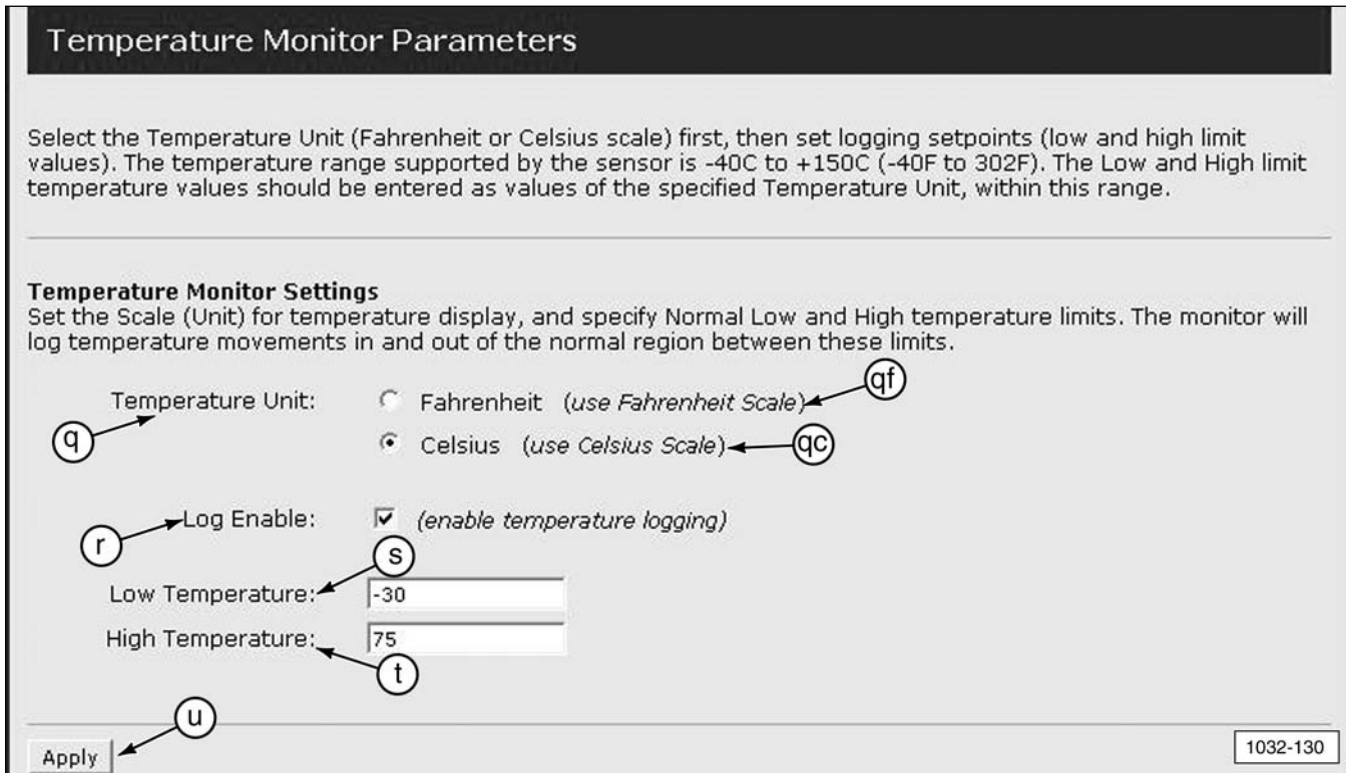 Temperature Monitor Parameters
Select the Temperature Unit (Fahrenheit or Celsius scale) first, then set logging setpoints (low and high limit
values). The temperature range supported by the sensor is -40C to +150C (-40F to 302F). The Low and High limit
temperature values should be entered as values of the specified Temperature Unit, within this range.
Temperature Monitor Settings
Set the Scale (Unit) for temperature display, and specify Normal Low and High temperature limits. The monitor will
log temperature movements in and out of the normal region between these limits.
qf
Temperature Unit: Fahrenheit (use Fahrenheit Scale)
q
Celsius (use Celsius Scale) qc
Log Enable: (enable temperature logging)
r
s
Low Temperature: -30
High Temperature: 75
t
u
Apply
1032-130